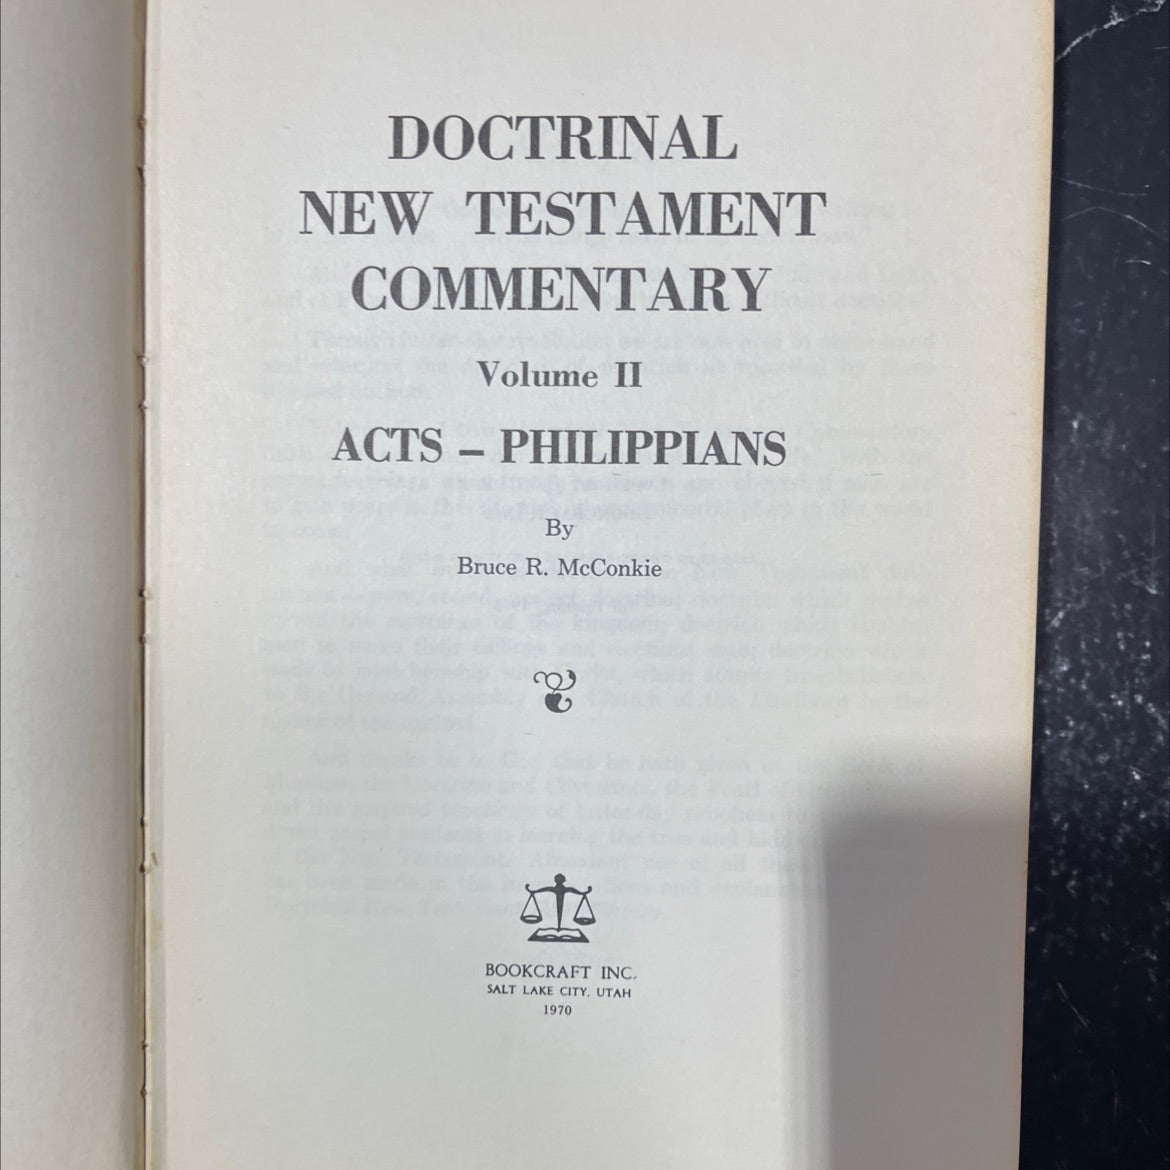 DOCTRINAL
NEW TESTAMENT
COMMENTARY
Volume II
ACTS – PHILIPPIANS
By
Bruce R. McConkie
BOOKCRAFT INC.
SALT LAKE CITY, UTAH
1970